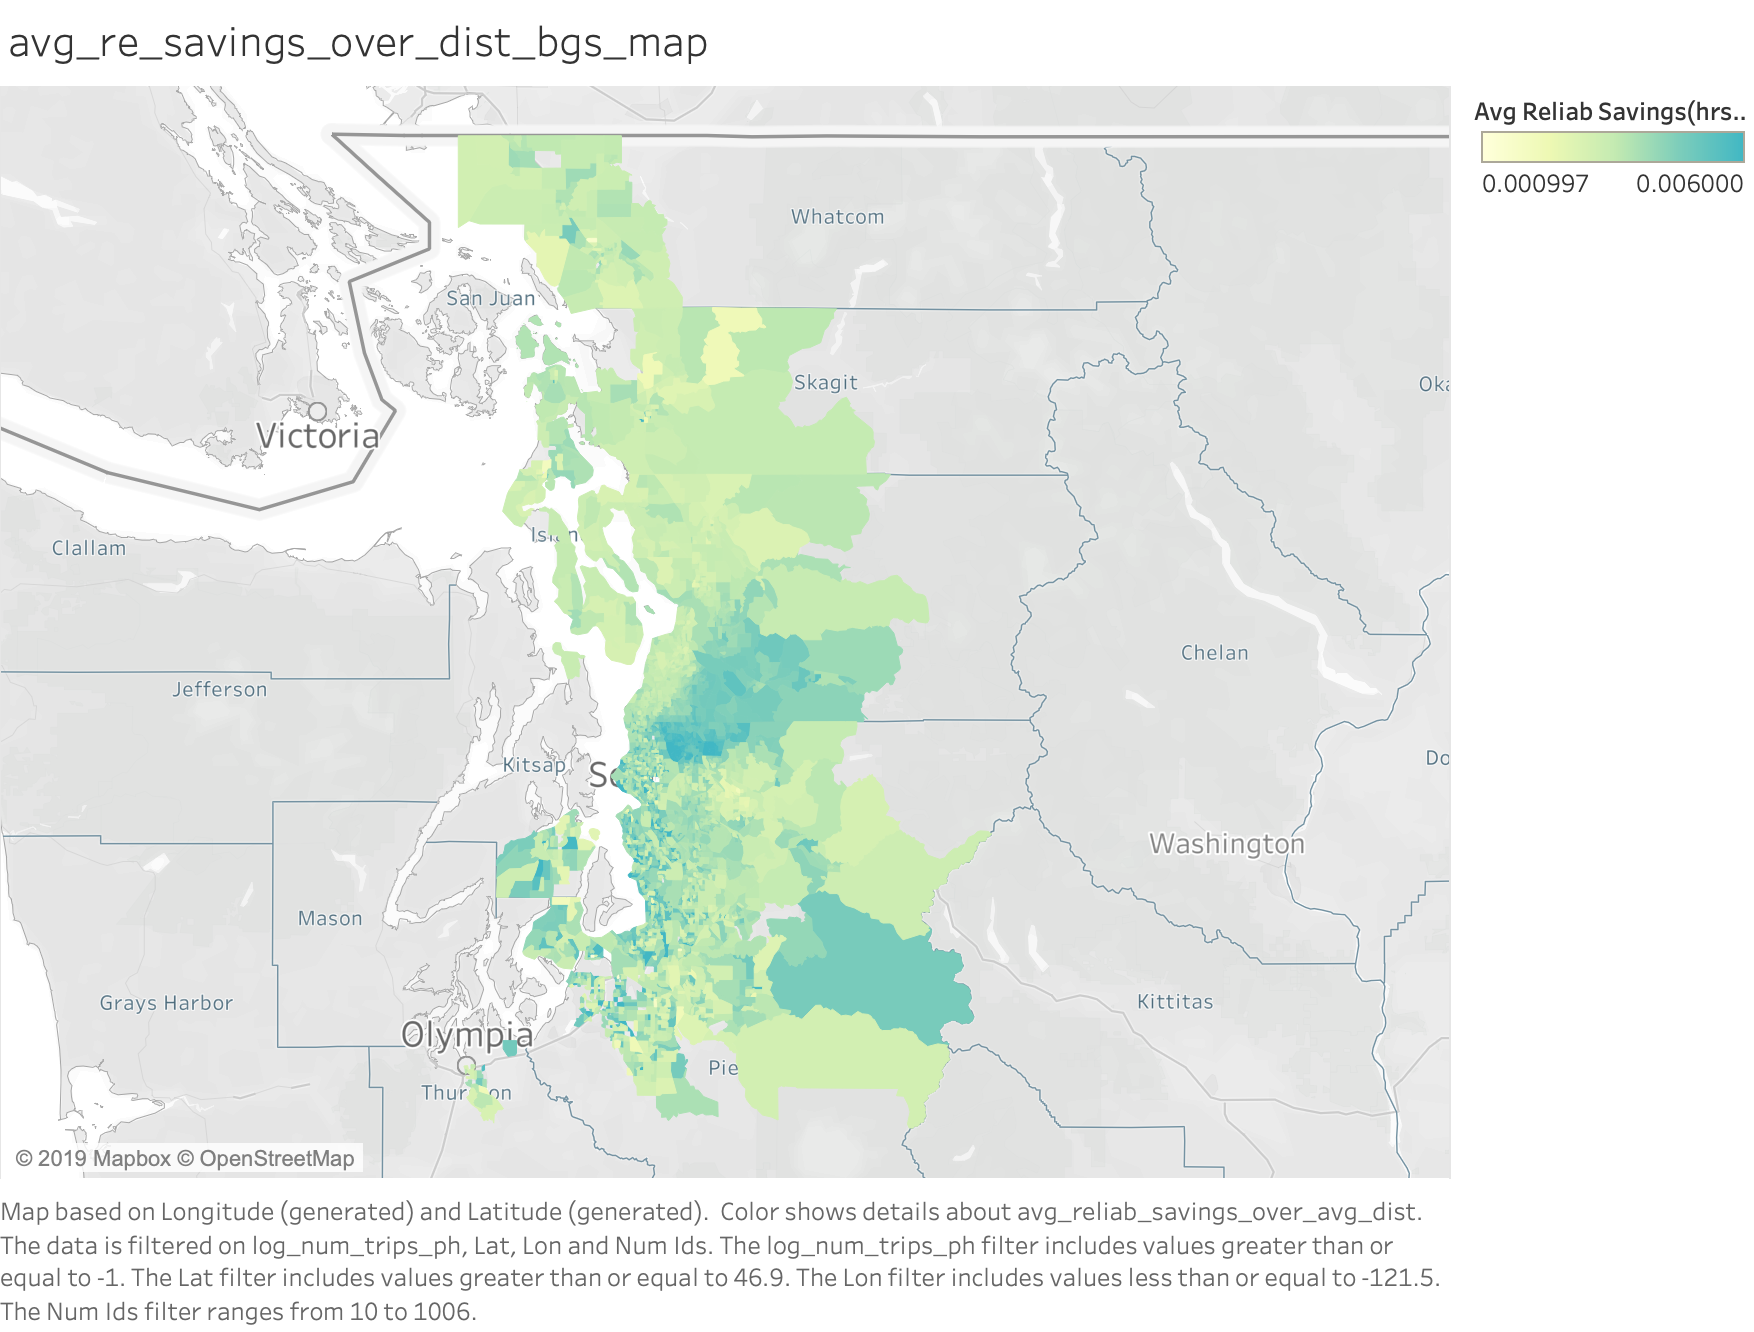 avg_re_savings_over_dist_bgs_map
Avg Reliab Savings(hrs..
0.000997 0.006000
Whatcom
San Juan
Skagit
Victoria
Clallam
Chelan
Jefferson
Kitsap
Washington
Mason
Grays Harbor
Kittitas
Olympia
© 2019 Mapbox © OpenStreetMap
Map based on Longitude (generated) and Latitude (generated).  Color shows details about avg_reliab_savings_over_avg_dist.
The data is filtered on log_num_trips_ph, Lat, Lon and Num Ids. The log_num_trips_ph filter includes values greater than or
equal to -1. The Lat filter includes values greater than or equal to 46.9. The Lon filter includes values less than or equal to -121.5.
The Num Ids filter ranges from 10 to 1006.